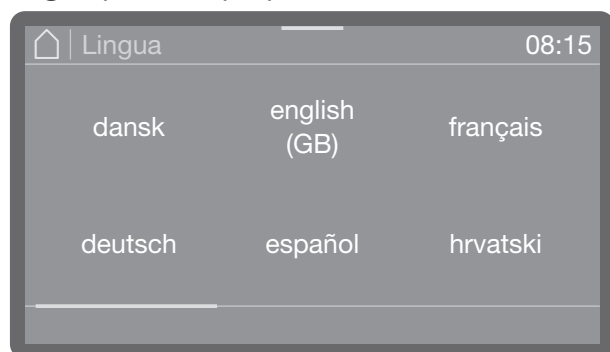 Lingua
08:15
dansk
english
(GB)
français
deutsch
español
hrvatski